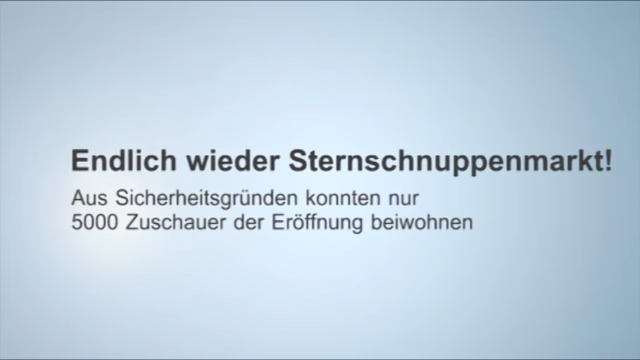 Endlich wieder Sternschnuppenmarkt!
Aus Sicherheitsgründen konnten nur
5000 Zuschauer der Eröffnung beiwohnen